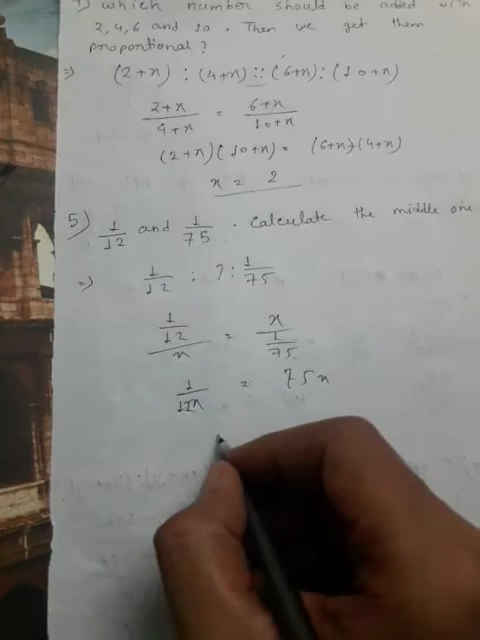 which number should be added with
2,4,6 and 10. Then we get them
proportional?
=) (2+x) : (4+x) :: (6+x) : (10+x)
2+x/4+x = 6+x/10+x
(2+x)(10+x) = (6+x)(4+x)
x = 2
5) 1/12 and 1/75. Calculate the middle one
=) 1/12 : ? : 1/75
1/12/x = x/1/75
1/12x = 75x